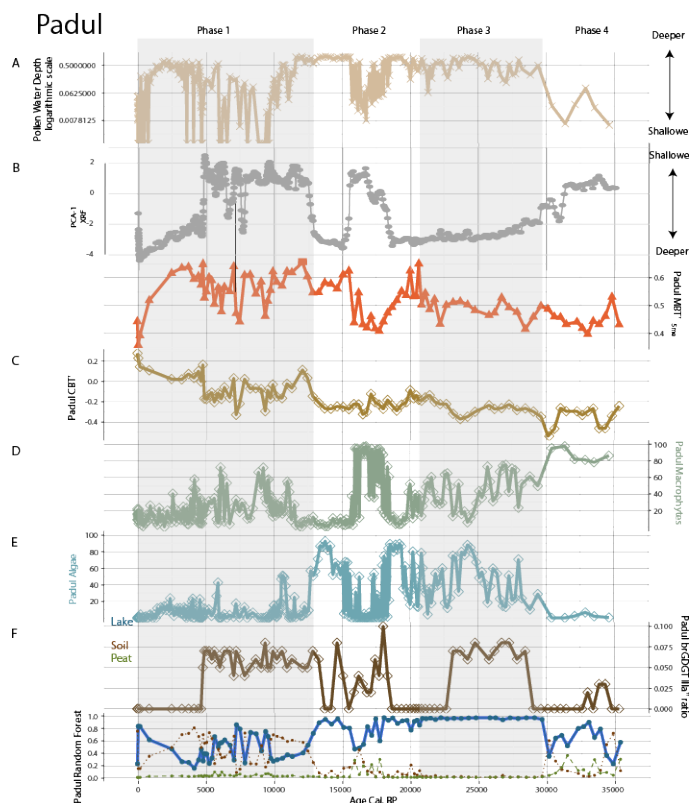 Padul
Phase 1 Phase 2 Phase 3 Phase 4
A
Pollen Water Depth
logarithmic scale
0.5000000
0.0625000
0.0078125
Deeper
Shallowe
B
PCA-1
XRF
2
0
-2
-4
Shallowe
Deeper
0.6
0.5
0.4
Padul MBT'
5me
C
Padul CBT'
0.2
0.0
-0.2
-0.4
D
100
80
60
40
20
Padul Macrophytes
E
Padul Algae
100
80
60
40
20
F
Lake
Soil
Peat
0.100
0.075
0.050
0.025
0.000
Padul brGDGT IIIa'' ratio
Padul Random Forest
1.0
0.8
0.6
0.4
0.2
0.0
0 5000 10000 15000 20000 25000 30000 35000
Age Cal. BP